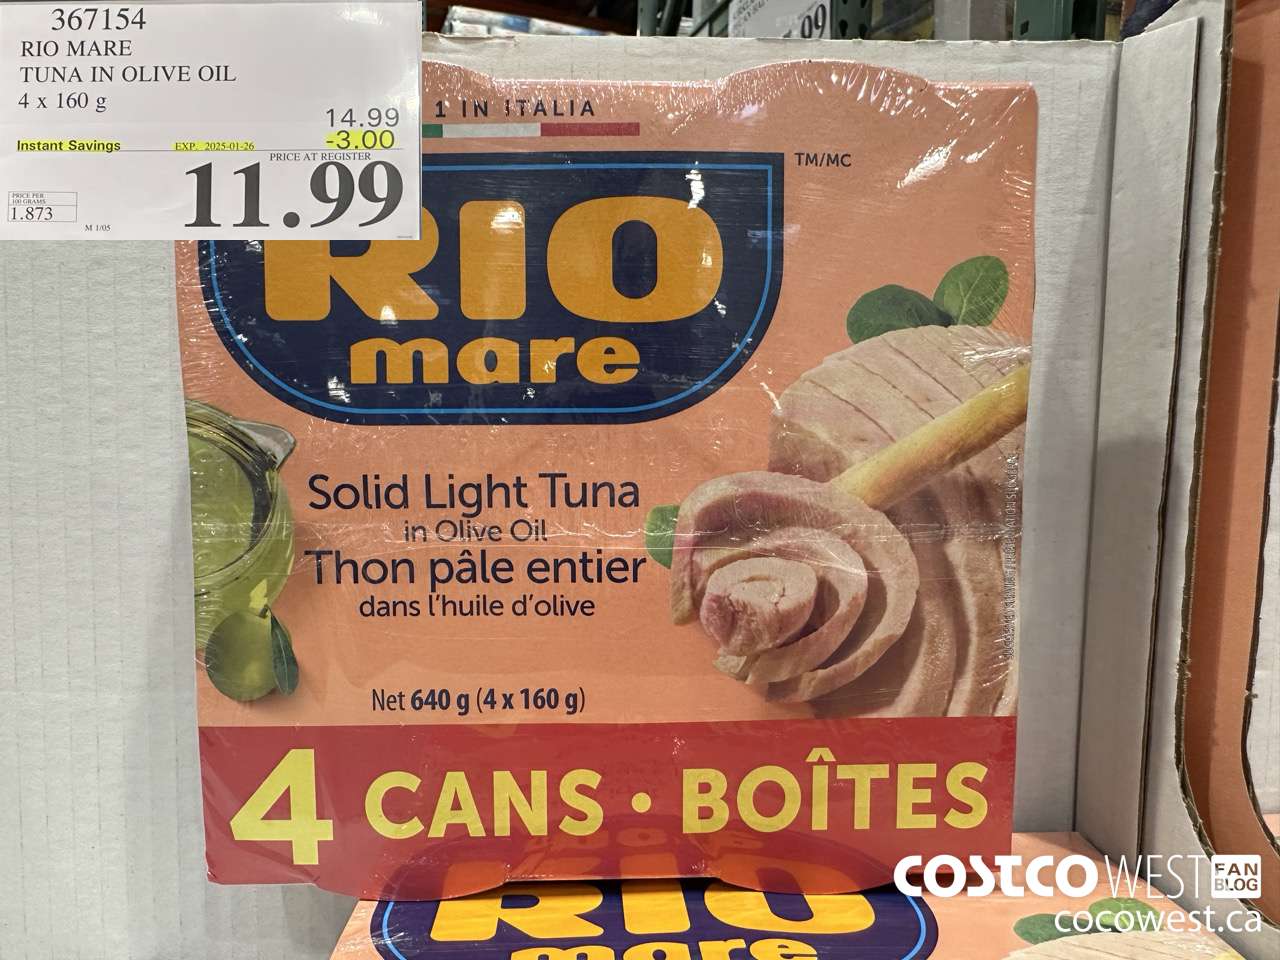 367154
RIO MARE
TUNA IN OLIVE OIL
4 x 160 g
14.99
Instant Savings EXP. 2025-01-26 -3.00
PRICE AT REGISTER
11.99
PRICE PER
100 GRAMS
1.873
M 1/05
09
1 IN ITALIA
TM/MC
RIO
mare
Solid Light Tuna
in Olive Oil
Thon pâle entier
dans l'huile d'olive
Net 640 g (4 x 160 g)
4 CANS • BOÎTES
RIO
mare
COSTCO WEST FAN BLOG
cocowest.ca